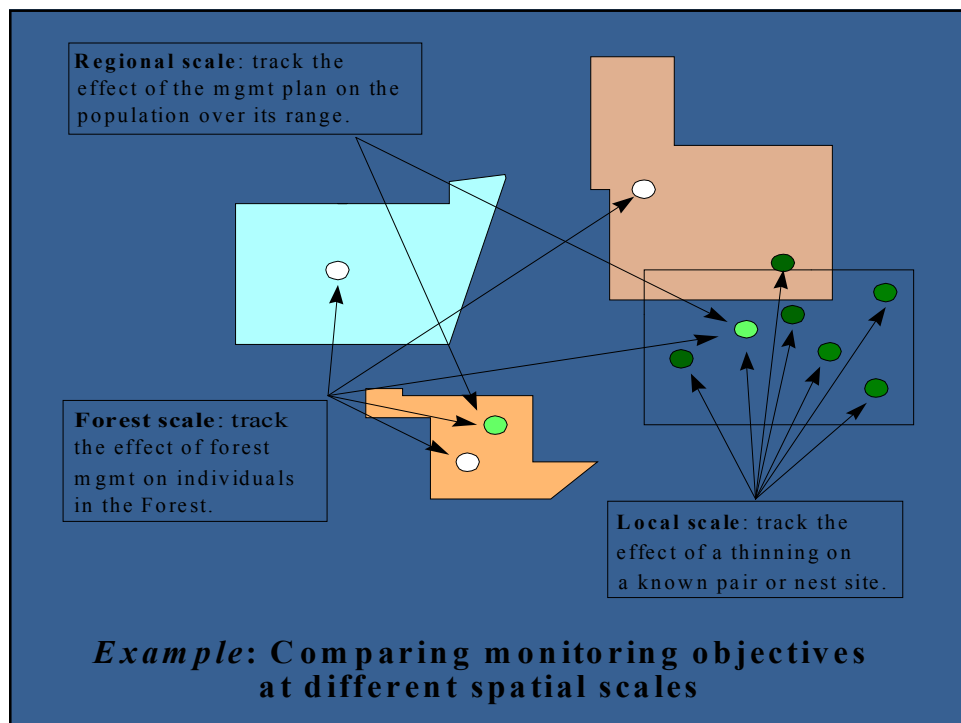 Regional scale: track the
effect of the mgmt plan on the
population over its range.
Forest scale: track
the effect of forest
mgmt on individuals
in the Forest.
Local scale: track the
effect of a thinning on
a known pair or nest site.
Example: Comparing monitoring objectives
at different spatial scales